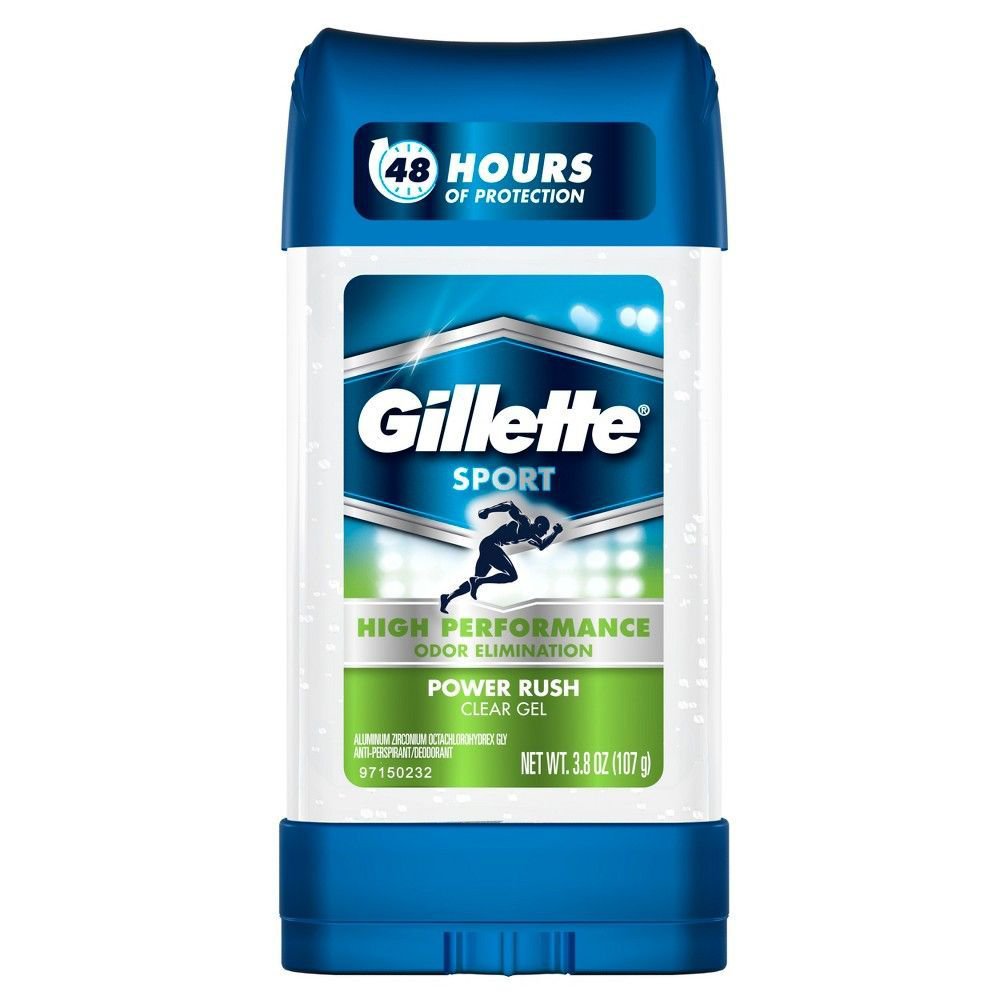 48 HOURS
OF PROTECTION
Gillette®
SPORT
HIGH PERFORMANCE
ODOR ELIMINATION
POWER RUSH
CLEAR GEL
ALUMINUM ZIRCONIUM OCTACHLOROHYDREX GLY
ANTI-PERSPIRANT/DEODORANT
97150232
NET WT. 3.8 OZ (107 g)